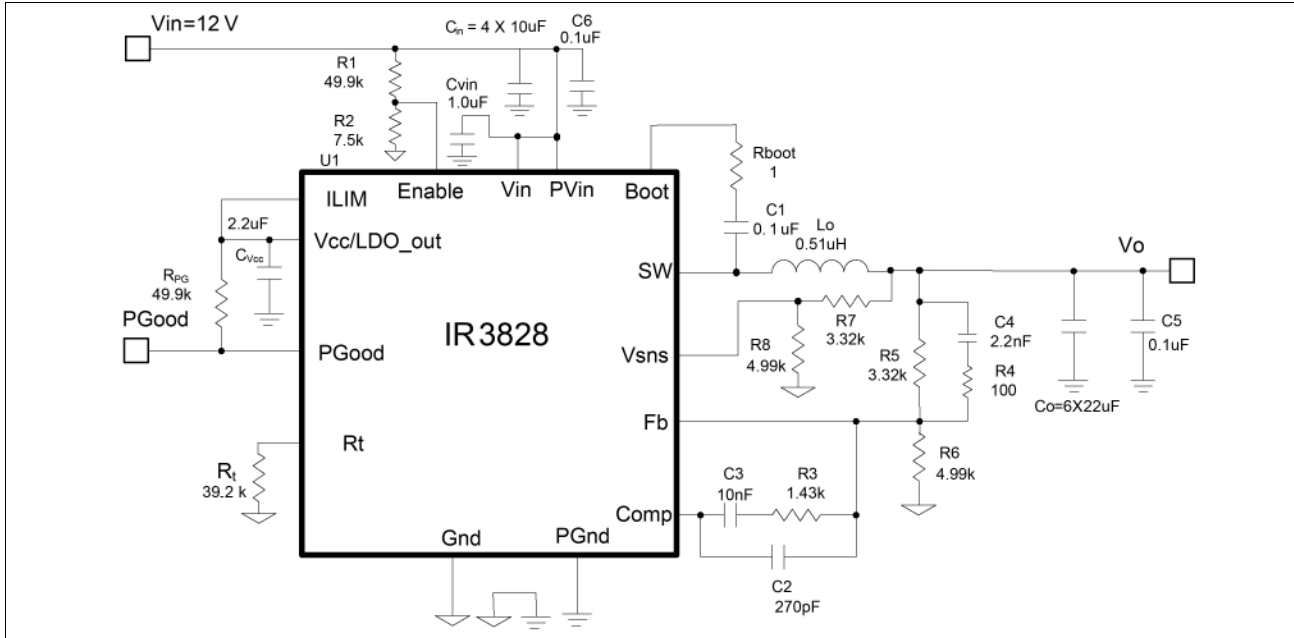 Vin=12 V
Cin = 4 X 10uF
C6
0.1uF
R1
49.9k
Cvin
1.0uF
R2
7.5k
U1
Rboot
1
ILIM
Enable
Vin
PVin
Boot
2.2uF
Vcc/LDO_out
CVcc
C1
0.1uF
Lo
0.51uH
Vo
SW
RPG
49.9k
PGood
IR3828
PGood
Vsns
R7
3.32k
R8
4.99k
R5
3.32k
C4
2.2nF
R4
100
C5
0.1uF
Co=6X22uF
Fb
Rt
Rt
39.2 k
R6
4.99k
C3
10nF
R3
1.43k
Comp
Gnd
PGnd
C2
270pF